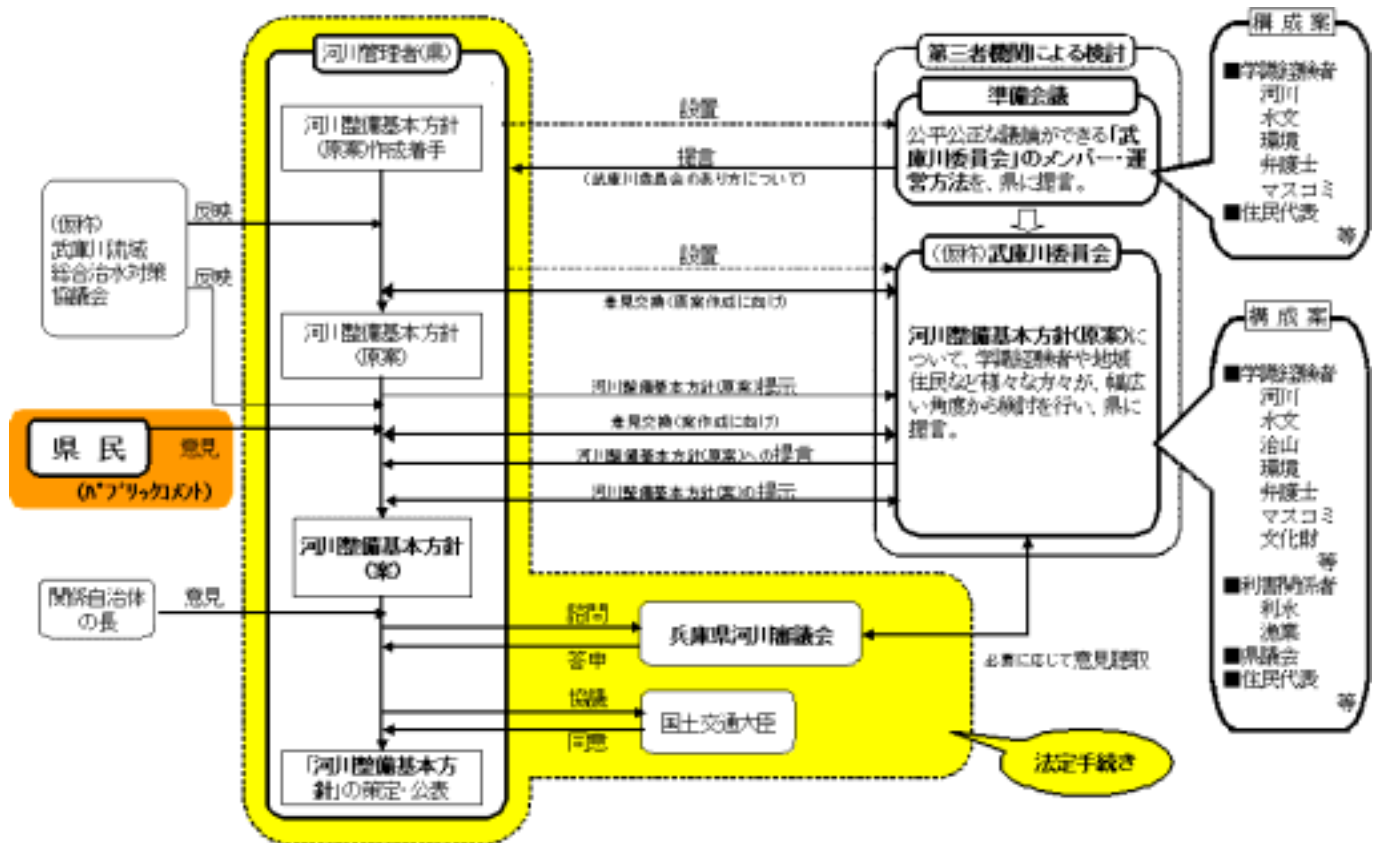 河川管理者(県)
河川整備基本方針
(原案)作成着手
設置
提言
(武庫川委員会のあり方について)
第三者機関による検討
準備会議
公平公正な議論ができる「武
庫川委員会」のメンバー・運
営方法を、県に提言。
構成案
■学識経験者
河川
水文
環境
弁護士
マスコミ
■住民代表
等
(仮称)
武庫川流域
総合治水対策
協議会
反映
反映
設置
意見交換(原案作成に向け)
(仮称)武庫川委員会
河川整備基本方針(原案)に
ついて、学識経験者や地域
住民など様々な方々が、幅広
い角度から検討を行い、県に
提言。
河川整備基本方針
(原案)
河川整備基本方針(原案)提示
意見交換(案作成に向け)
河川整備基本方針(原案)への提言
河川整備基本方針(案)の提示
構成案
■学識経験者
河川
水文
治山
環境
弁護士
マスコミ
文化財
等
■利害関係者
利水
漁業
■県議会
■住民代表
等
県民
意見
(パブリックコメント)
河川整備基本方針
(案)
関係自治体
の長
意見
諮問
答申
兵庫県河川審議会
必要に応じて意見聴取
協議
同意
国土交通大臣
「河川整備基本方
針」の策定・公表
法定手続き